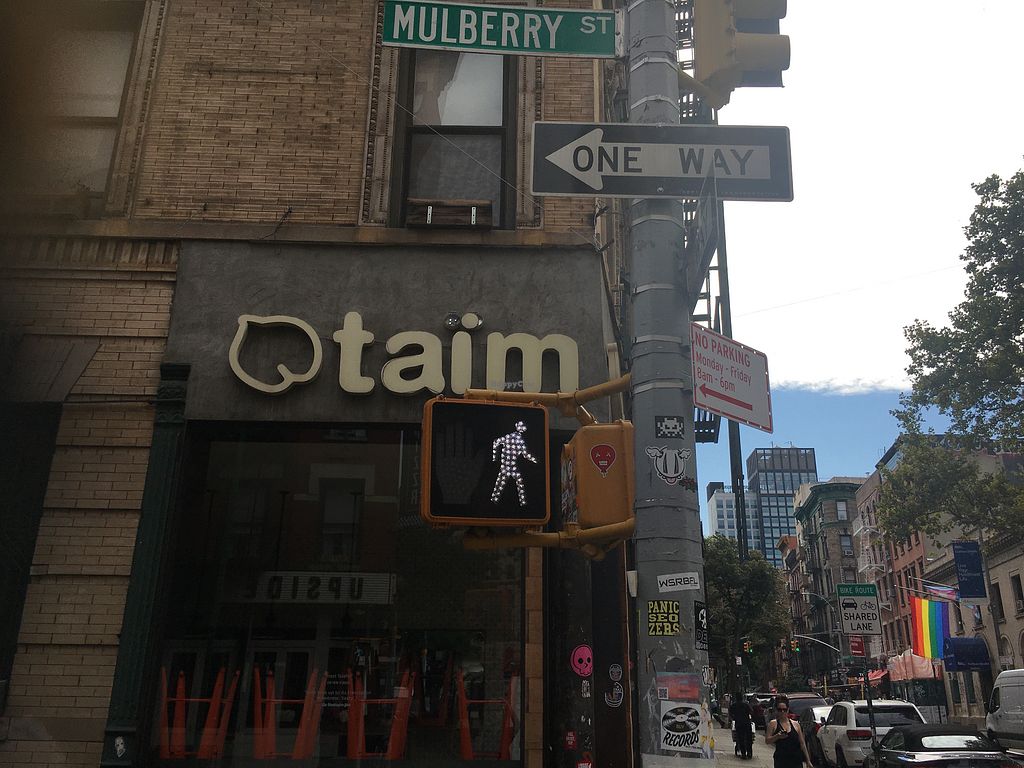 MULBERRY ST
ONE WAY
taim
NO PARKING
Monday - Friday
8am - 6pm
UPSIDE
WSRBFL
PANIC
SEO
ZERS
RECORDS
BIKE ROUTE
SHARED
LANE